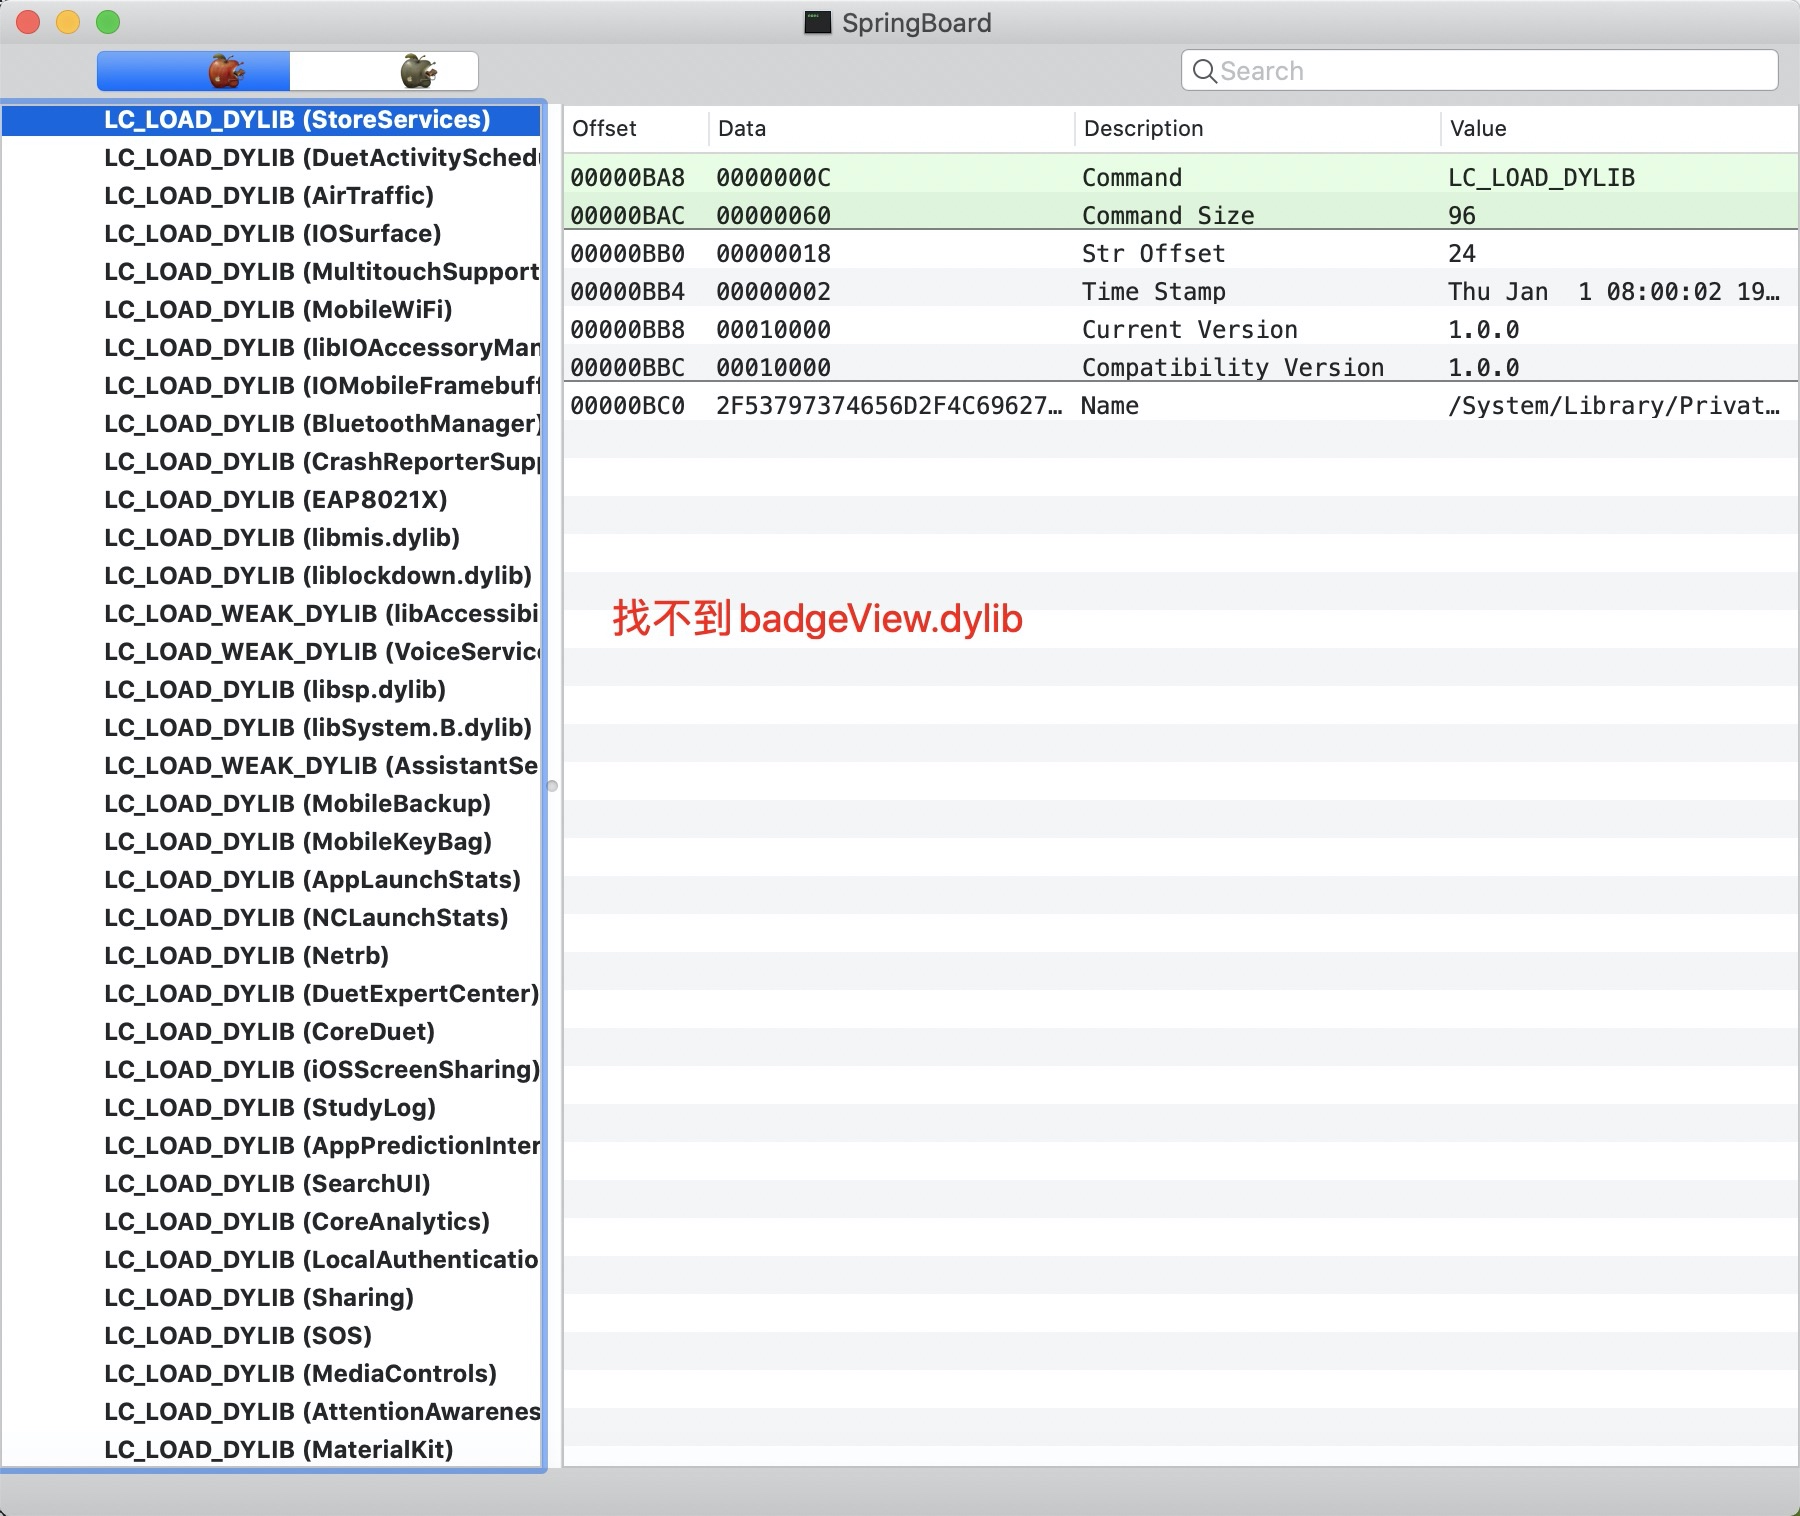 SpringBoard
Search
LC_LOAD_DYLIB (StoreServices)
LC_LOAD_DYLIB (DuetActivitySchedu
LC_LOAD_DYLIB (AirTraffic)
LC_LOAD_DYLIB (IOSurface)
LC_LOAD_DYLIB (MultitouchSupport
LC_LOAD_DYLIB (MobileWiFi)
LC_LOAD_DYLIB (libIOAccessoryMan
LC_LOAD_DYLIB (IOMobileFramebuff
LC_LOAD_DYLIB (BluetoothManager)
LC_LOAD_DYLIB (CrashReporterSupp
LC_LOAD_DYLIB (EAP8021X)
LC_LOAD_DYLIB (libmis.dylib)
LC_LOAD_DYLIB (liblockdown.dylib)
LC_LOAD_WEAK_DYLIB (libAccessibi
LC_LOAD_WEAK_DYLIB (VoiceService
LC_LOAD_DYLIB (libsp.dylib)
LC_LOAD_DYLIB (libSystem.B.dylib)
LC_LOAD_WEAK_DYLIB (AssistantSe
LC_LOAD_DYLIB (MobileBackup)
LC_LOAD_DYLIB (MobileKeyBag)
LC_LOAD_DYLIB (AppLaunchStats)
LC_LOAD_DYLIB (NCLaunchStats)
LC_LOAD_DYLIB (Netrb)
LC_LOAD_DYLIB (DuetExpertCenter)
LC_LOAD_DYLIB (CoreDuet)
LC_LOAD_DYLIB (iOSScreenSharing)
LC_LOAD_DYLIB (StudyLog)
LC_LOAD_DYLIB (AppPredictionInter
LC_LOAD_DYLIB (SearchUI)
LC_LOAD_DYLIB (CoreAnalytics)
LC_LOAD_DYLIB (LocalAuthenticatio
LC_LOAD_DYLIB (Sharing)
LC_LOAD_DYLIB (SOS)
LC_LOAD_DYLIB (MediaControls)
LC_LOAD_DYLIB (AttentionAwarenes
LC_LOAD_DYLIB (MaterialKit)
Offset Data Description Value
00000BA8 0000000C Command LC_LOAD_DYLIB
00000BAC 00000060 Command Size 96
00000BB0 00000018 Str Offset 24
00000BB4 00000002 Time Stamp Thu Jan 1 08:00:02 19…
00000BB8 00010000 Current Version 1.0.0
00000BBC 00010000 Compatibility Version 1.0.0
00000BC0 2F53797374656D2F4C69627… Name /System/Library/Privat…
找不到badgeView.dylib